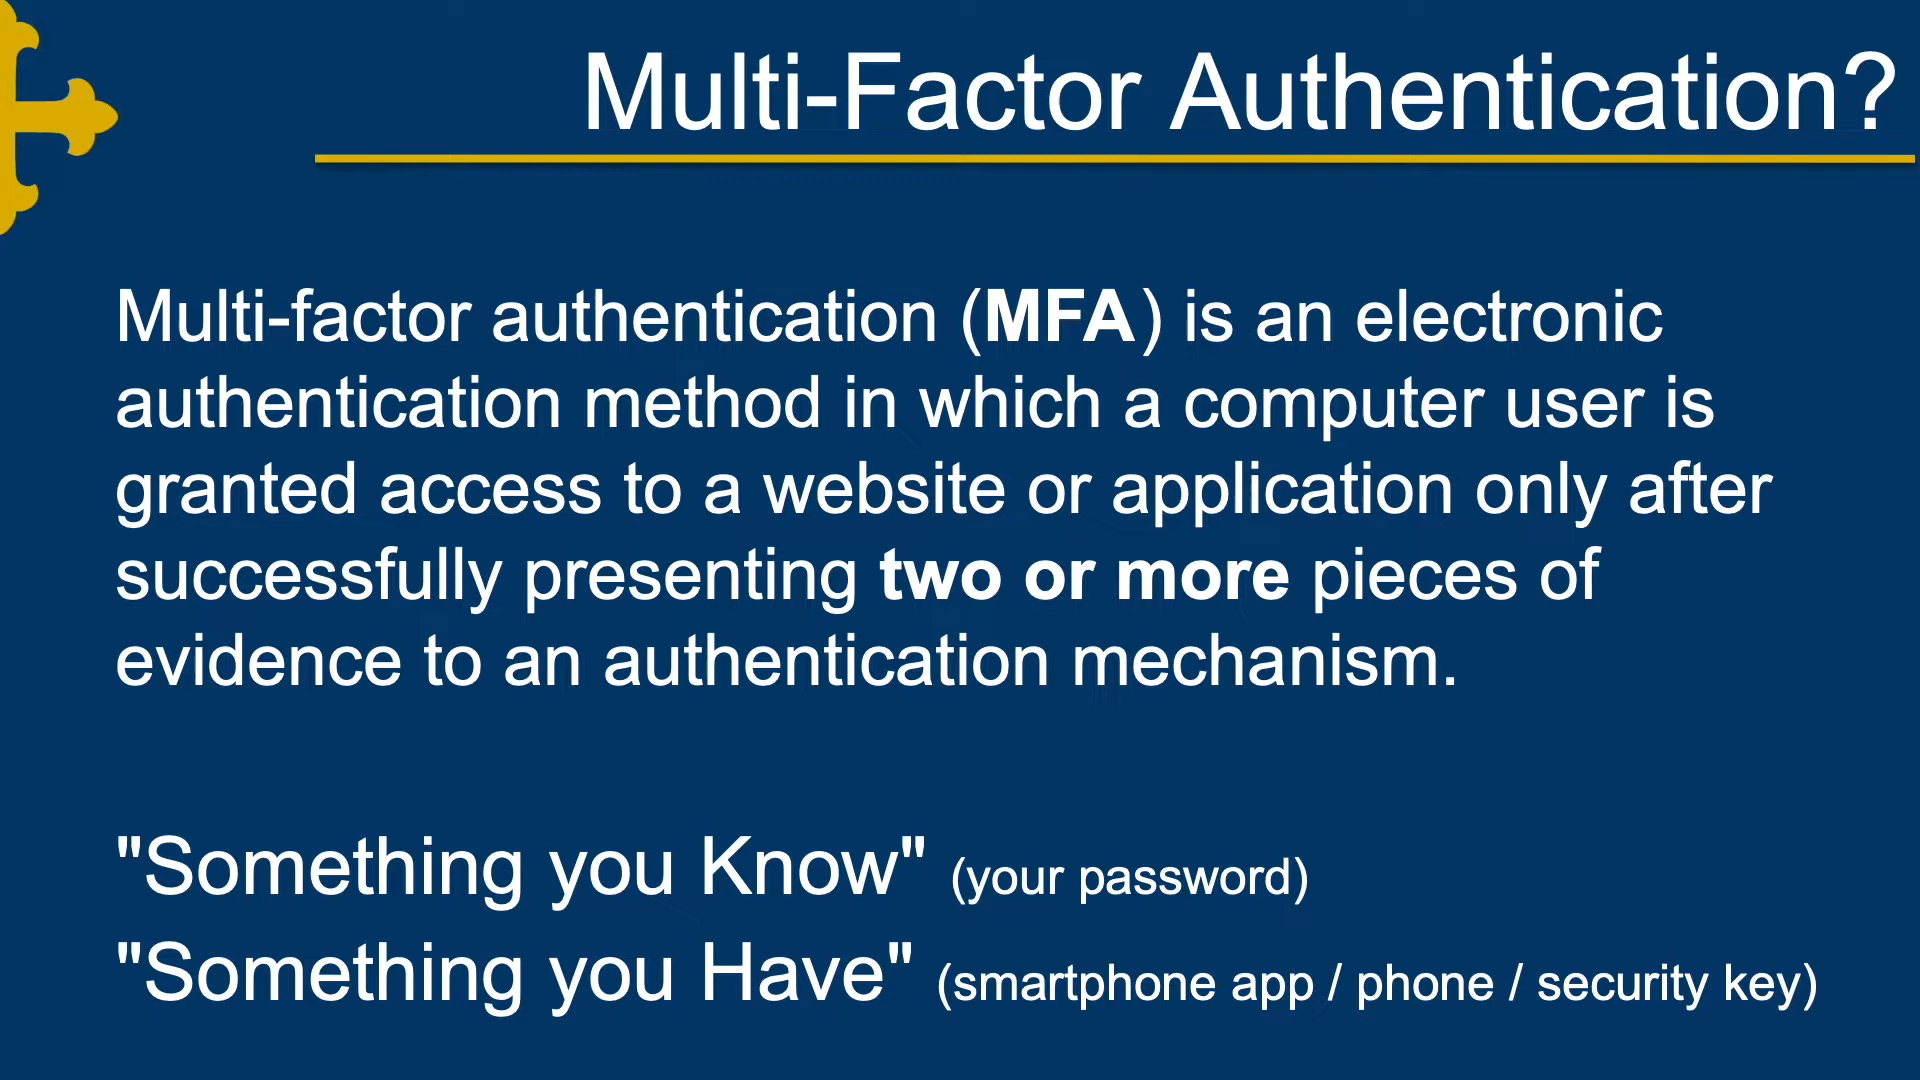 Multi-Factor Authentication?
Multi-factor authentication (MFA) is an electronic
authentication method in which a computer user is
granted access to a website or application only after
successfully presenting two or more pieces of
evidence to an authentication mechanism.
"Something you Know" (your password)
"Something you Have" (smartphone app / phone / security key)